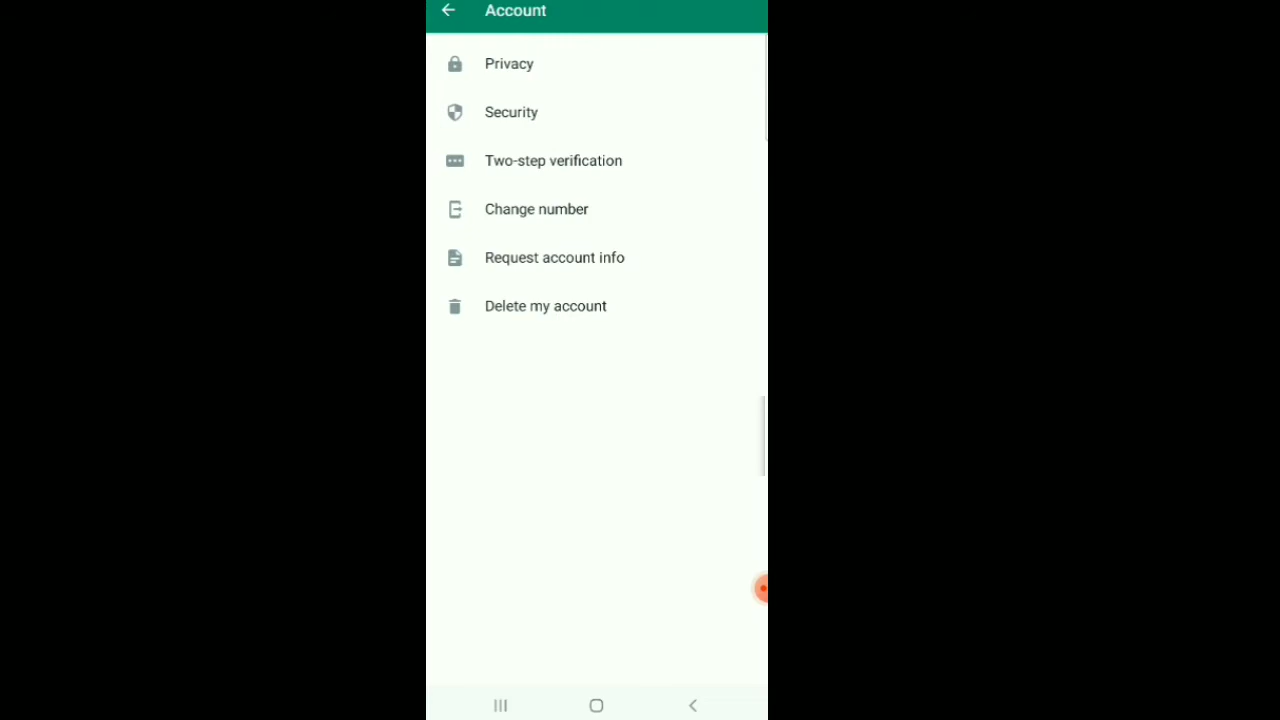 Account
Privacy
Security
Two-step verification
Change number
Request account info
Delete my account